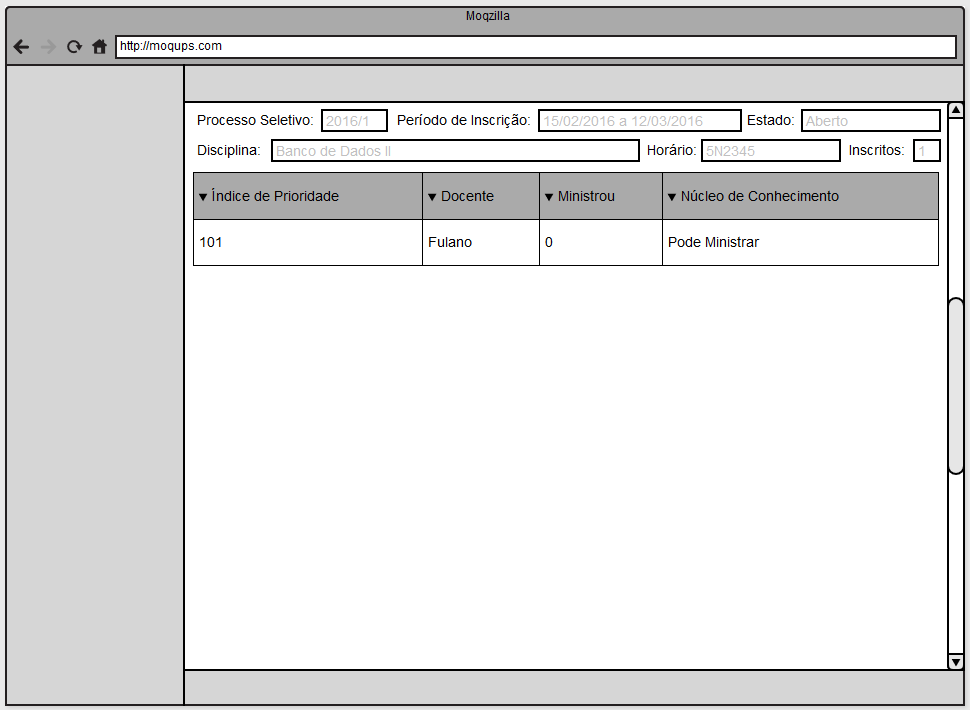 Moqzilla
http://moqups.com
Processo Seletivo: 2016/1 Período de Inscrição: 15/02/2016 a 12/03/2016 Estado: Aberto
Disciplina: Banco de Dados II Horário: 5N2345 Inscritos: 1
▼ Índice de Prioridade ▼ Docente ▼ Ministrou ▼ Núcleo de Conhecimento
101 Fulano 0 Pode Ministrar